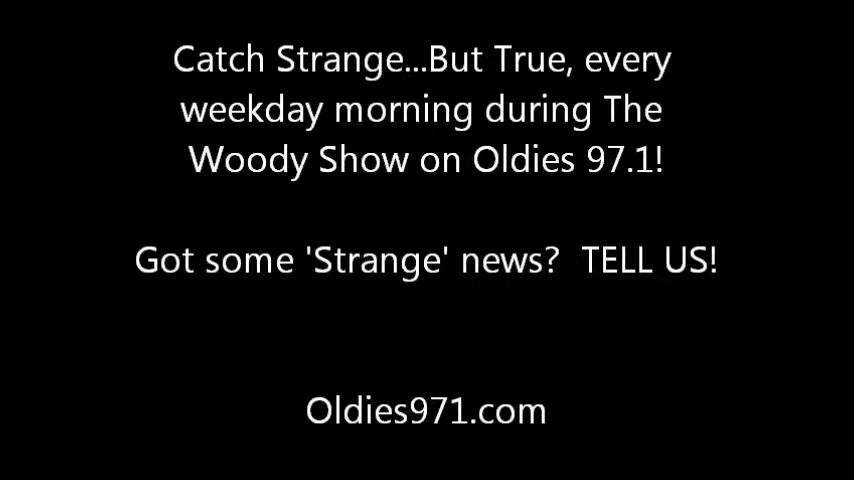 Catch Strange...But True, every
weekday morning during The
Woody Show on Oldies 97.1!
Got some 'Strange' news?  TELL US!
Oldies971.com